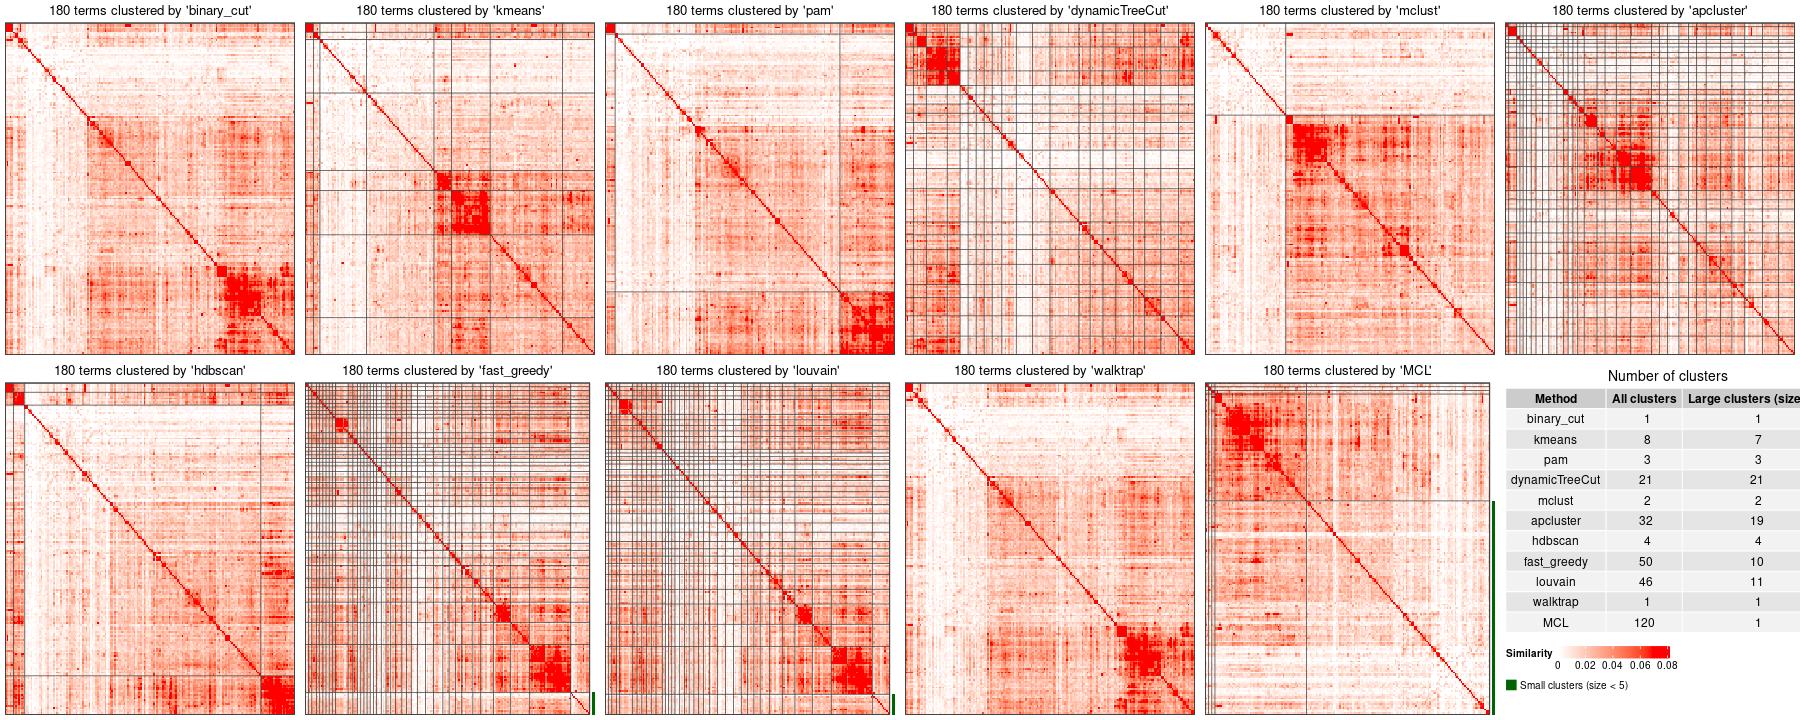 180 terms clustered by 'binary_cut'
180 terms clustered by 'kmeans'
180 terms clustered by 'pam'
180 terms clustered by 'dynamicTreeCut'
180 terms clustered by 'mclust'
180 terms clustered by 'apcluster'
180 terms clustered by 'hdbscan'
180 terms clustered by 'fast_greedy'
180 terms clustered by 'louvain'
180 terms clustered by 'walktrap'
180 terms clustered by 'MCL'
Number of clusters
Method All clusters Large clusters (size
binary_cut 1 1
kmeans 8 7
pam 3 3
dynamicTreeCut 21 21
mclust 2 2
apcluster 32 19
hdbscan 4 4
fast_greedy 50 10
louvain 46 11
walktrap 1 1
MCL 120 1
Similarity
0 0.02 0.04 0.06 0.08
Small clusters (size < 5)